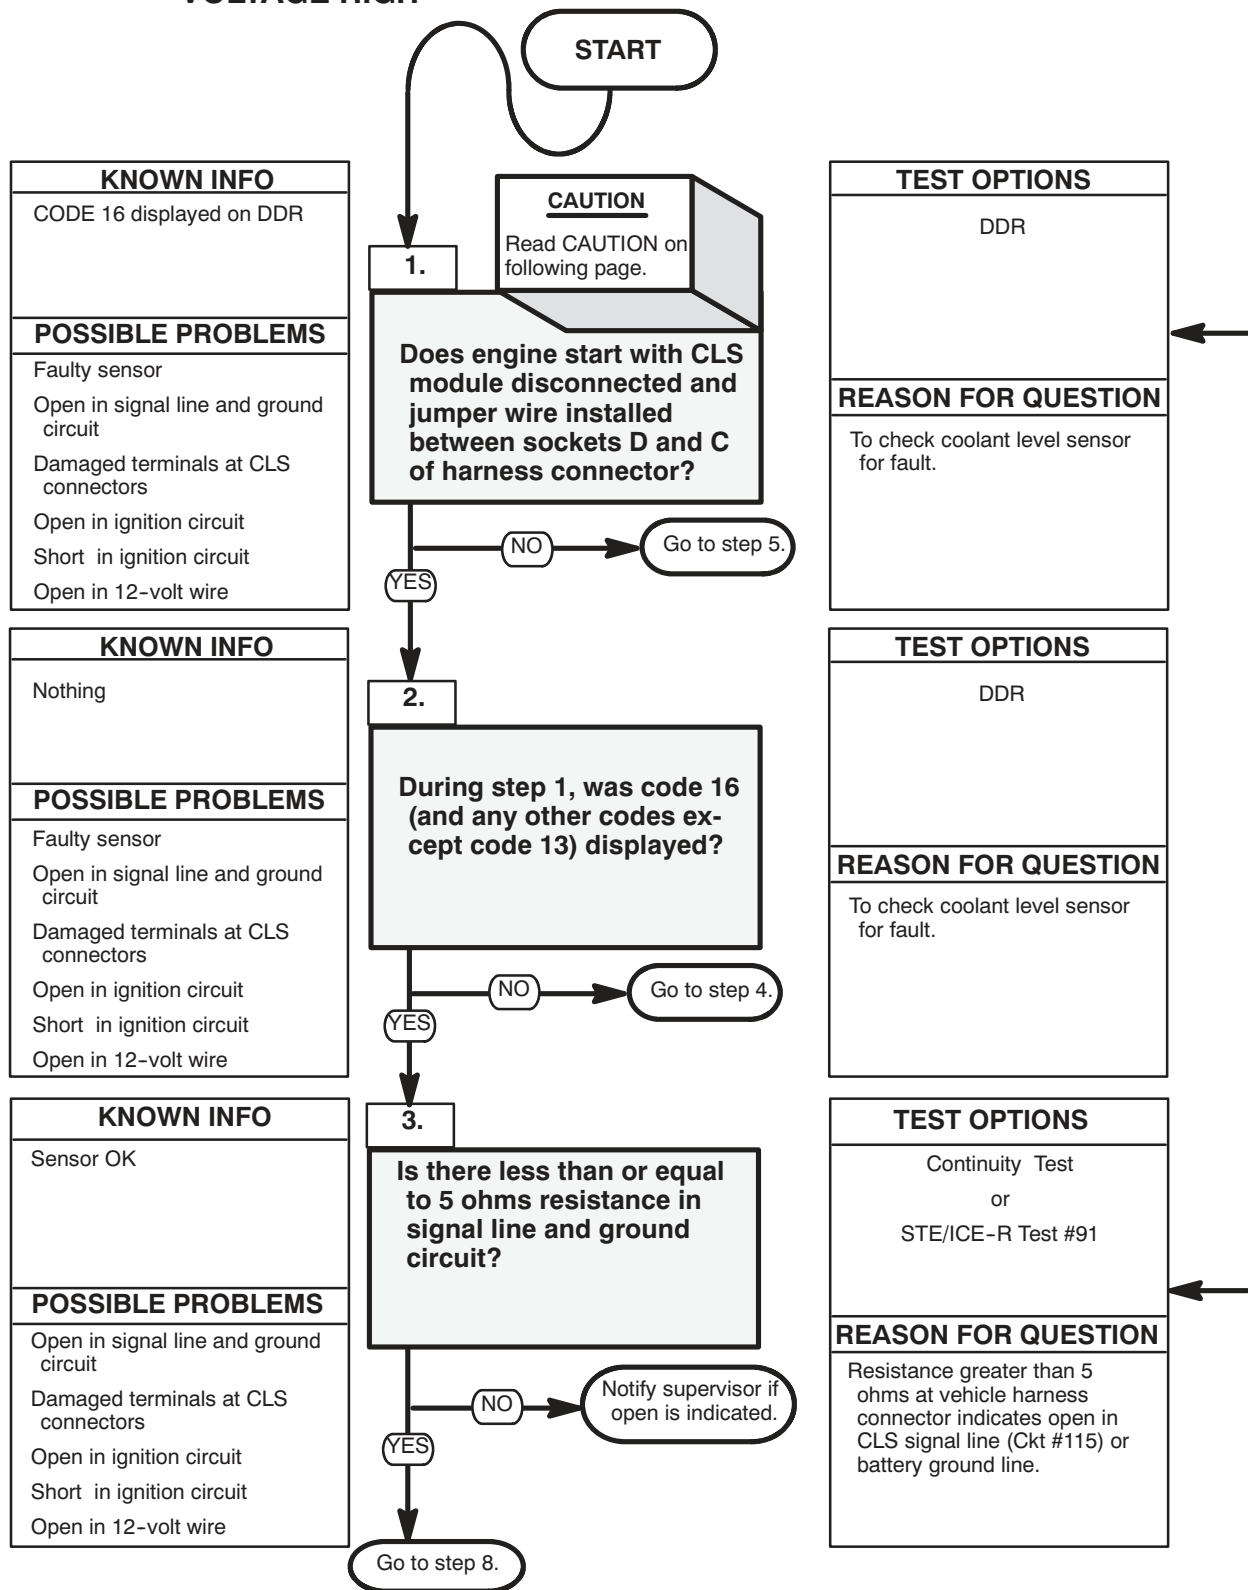 VOLTAGE high
START
KNOWN INFO
CODE 16 displayed on DDR
POSSIBLE PROBLEMS
Faulty sensor
Open in signal line and ground
circuit
Damaged terminals at CLS
connectors
Open in ignition circuit
Short in ignition circuit
Open in 12-volt wire
CAUTION
Read CAUTION on
following page.
1.
Does engine start with CLS
module disconnected and
jumper wire installed
between sockets D and C
of harness connector?
NO
Go to step 5.
YES
TEST OPTIONS
DDR
REASON FOR QUESTION
To check coolant level sensor
for fault.
KNOWN INFO
Nothing
POSSIBLE PROBLEMS
Faulty sensor
Open in signal line and ground
circuit
Damaged terminals at CLS
connectors
Open in ignition circuit
Short in ignition circuit
Open in 12-volt wire
2.
During step 1, was code 16
(and any other codes ex-
cept code 13) displayed?
NO
Go to step 4.
YES
TEST OPTIONS
DDR
REASON FOR QUESTION
To check coolant level sensor
for fault.
KNOWN INFO
Sensor OK
POSSIBLE PROBLEMS
Open in signal line and ground
circuit
Damaged terminals at CLS
connectors
Open in ignition circuit
Short in ignition circuit
Open in 12-volt wire
3.
Is there less than or equal
to 5 ohms resistance in
signal line and ground
circuit?
NO
Notify supervisor if
open is indicated.
YES
Go to step 8.
TEST OPTIONS
Continuity Test
or
STE/ICE-R Test #91
REASON FOR QUESTION
Resistance greater than 5
ohms at vehicle harness
connector indicates open in
CLS signal line (Ckt #115) or
battery ground line.